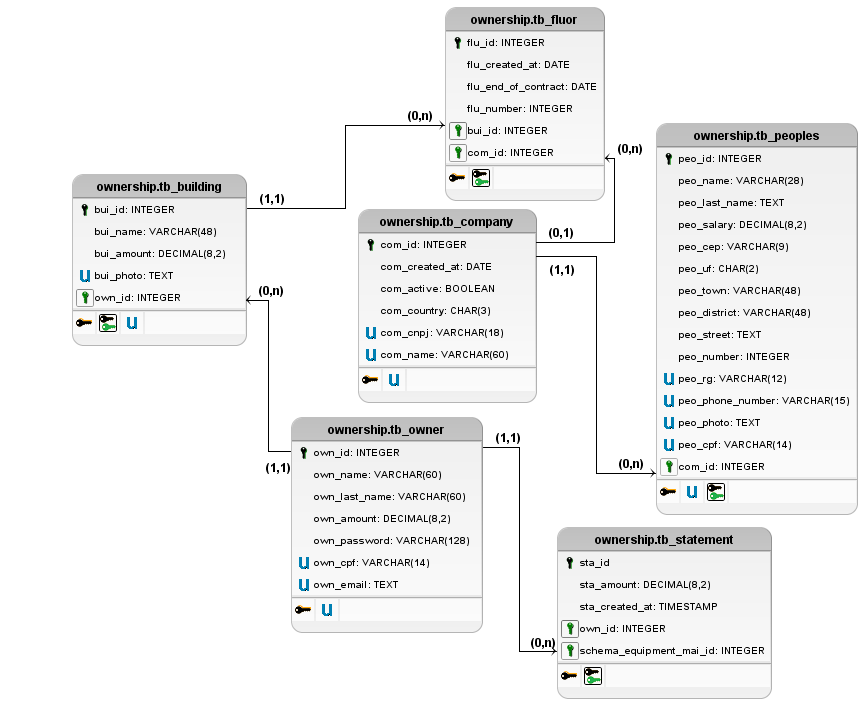 ownership.tb_fluor
flu_id: INTEGER
flu_created_at: DATE
flu_end_of_contract: DATE
flu_number: INTEGER
bui_id: INTEGER
com_id: INTEGER
(0,n)
(0,n)
ownership.tb_peoples
peo_id: INTEGER
peo_name: VARCHAR(28)
peo_last_name: TEXT
peo_salary: DECIMAL(8,2)
peo_cep: VARCHAR(9)
peo_uf: CHAR(2)
peo_town: VARCHAR(48)
peo_district: VARCHAR(48)
peo_street: TEXT
peo_number: INTEGER
U peo_rg: VARCHAR(12)
U peo_phone_number: VARCHAR(15)
U peo_photo: TEXT
U peo_cpf: VARCHAR(14)
com_id: INTEGER
U
ownership.tb_building
bui_id: INTEGER
bui_name: VARCHAR(48)
bui_amount: DECIMAL(8,2)
U bui_photo: TEXT
own_id: INTEGER
U
(1,1)
(0,n)
ownership.tb_company
com_id: INTEGER
com_created_at: DATE
com_active: BOOLEAN
com_country: CHAR(3)
U com_cnpj: VARCHAR(18)
U com_name: VARCHAR(60)
U
(0,1)
(1,1)
(0,n)
ownership.tb_owner
own_id: INTEGER
own_name: VARCHAR(60)
own_last_name: VARCHAR(60)
own_amount: DECIMAL(8,2)
own_password: VARCHAR(128)
U own_cpf: VARCHAR(14)
U own_email: TEXT
U
(1,1)
(1,1)
(0,n)
ownership.tb_statement
sta_id
sta_amount: DECIMAL(8,2)
sta_created_at: TIMESTAMP
own_id: INTEGER
schema_equipment_mai_id: INTEGER